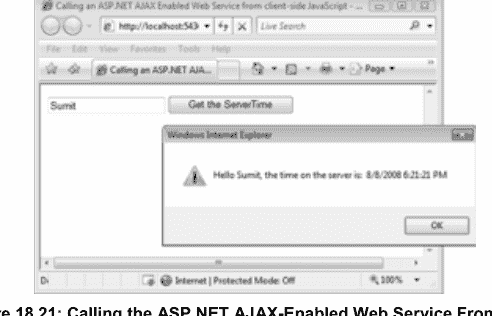 Calling an ASP.NET AJAX Enabled Web Service from client-side JavaScript - ...
http://localhost:543 Live Search
File Edit View Favorites Tools Help
Calling an ASP.NET AJA... Page
Sumit Get the ServerTime
Windows Internet Explorer
Hello Sumit, the time on the server is: 8/8/2008 6:21:21 PM
OK
Internet | Protected Mode: Off 100%
18.21: Calling the ASP.NET AJAX-Enabled Web Service From